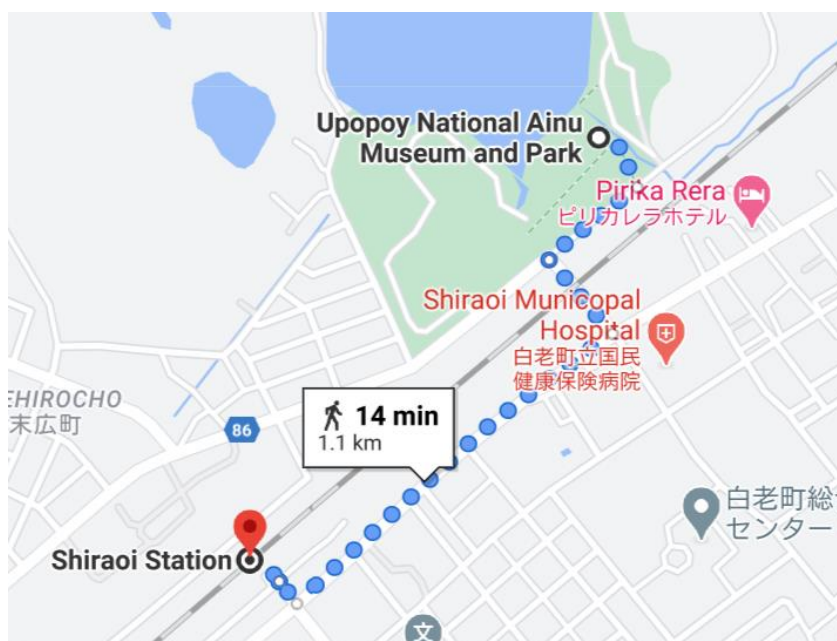 Upopoy National Ainu
Museum and Park
Pirika Rera
ピリカレラホテル
Shiraoi Municopal
Hospital
白老町立国民
健康保険病院
EHIROCHO
末広町
14 min
1.1 km
86
白老町総
センター
Shiraoi Station
文